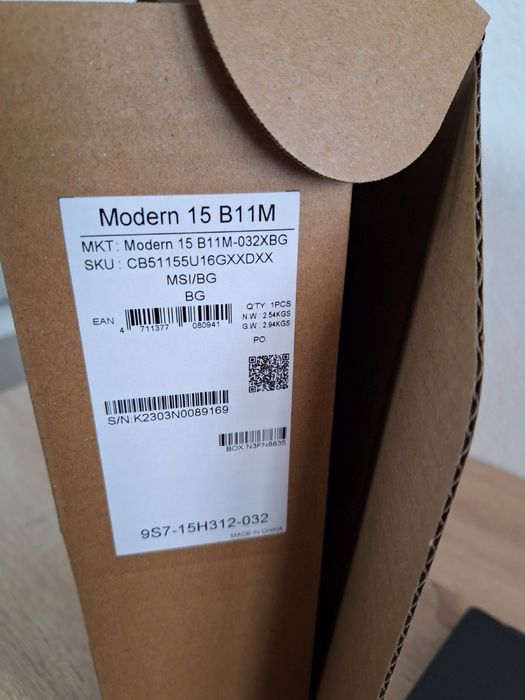 Modern 15 B11M
MKT: Modern 15 B11M-032XBG
SKU : CB51155U16GXXDXX
MSI/BG
BG
EAN
4 711377 080941
Q'TY: 1PCS
N.W.: 2.54KGS
G.W.: 2.94KGS
PO:
S/N:K2303N0089169
BOX:N3FN8835
9S7-15H312-032
MADE IN CHINA